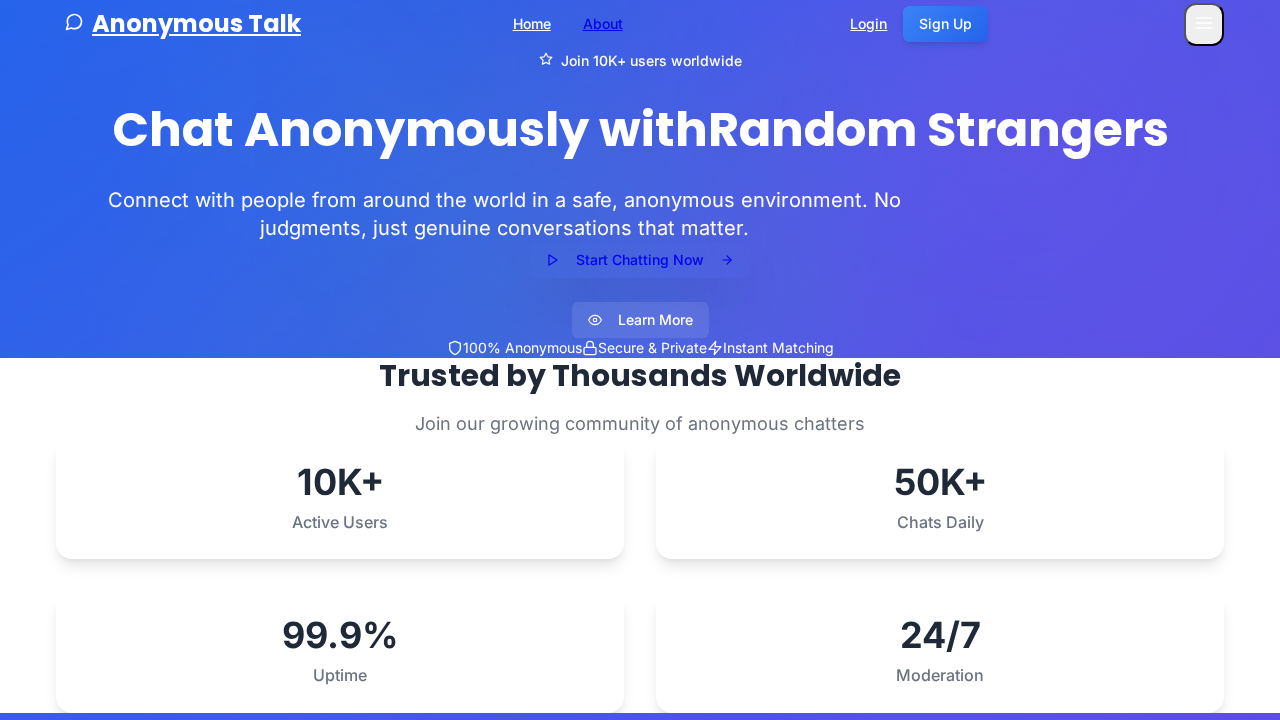 Anonymous Talk
Home
About
Login
Sign Up
Join 10K+ users worldwide
Chat Anonymously withRandom Strangers
Connect with people from around the world in a safe, anonymous environment. No
judgments, just genuine conversations that matter.
Start Chatting Now
Learn More
100% Anonymous
Secure & Private
Instant Matching
Trusted by Thousands Worldwide
Join our growing community of anonymous chatters
10K+
Active Users
50K+
Chats Daily
99.9%
Uptime
24/7
Moderation